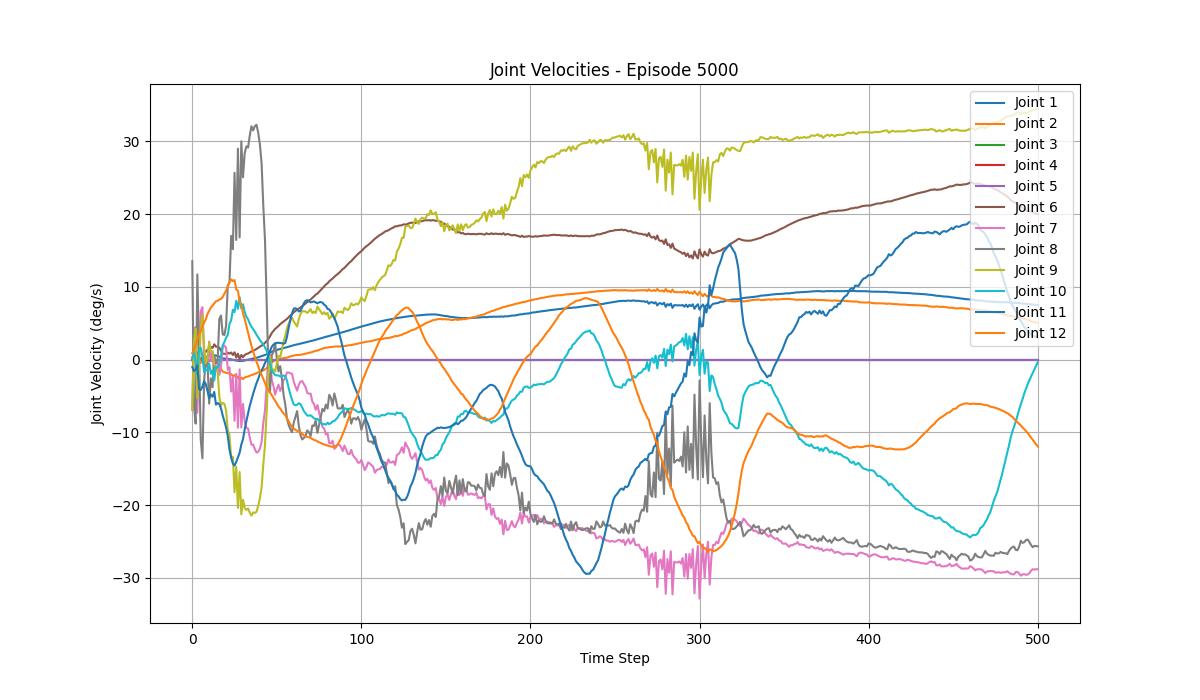 Joint Velocities - Episode 5000
Joint Velocity (deg/s)
30
20
10
0
−10
−20
−30
0 100 200 300 400 500
Time Step
Joint 1
Joint 2
Joint 3
Joint 4
Joint 5
Joint 6
Joint 7
Joint 8
Joint 9
Joint 10
Joint 11
Joint 12